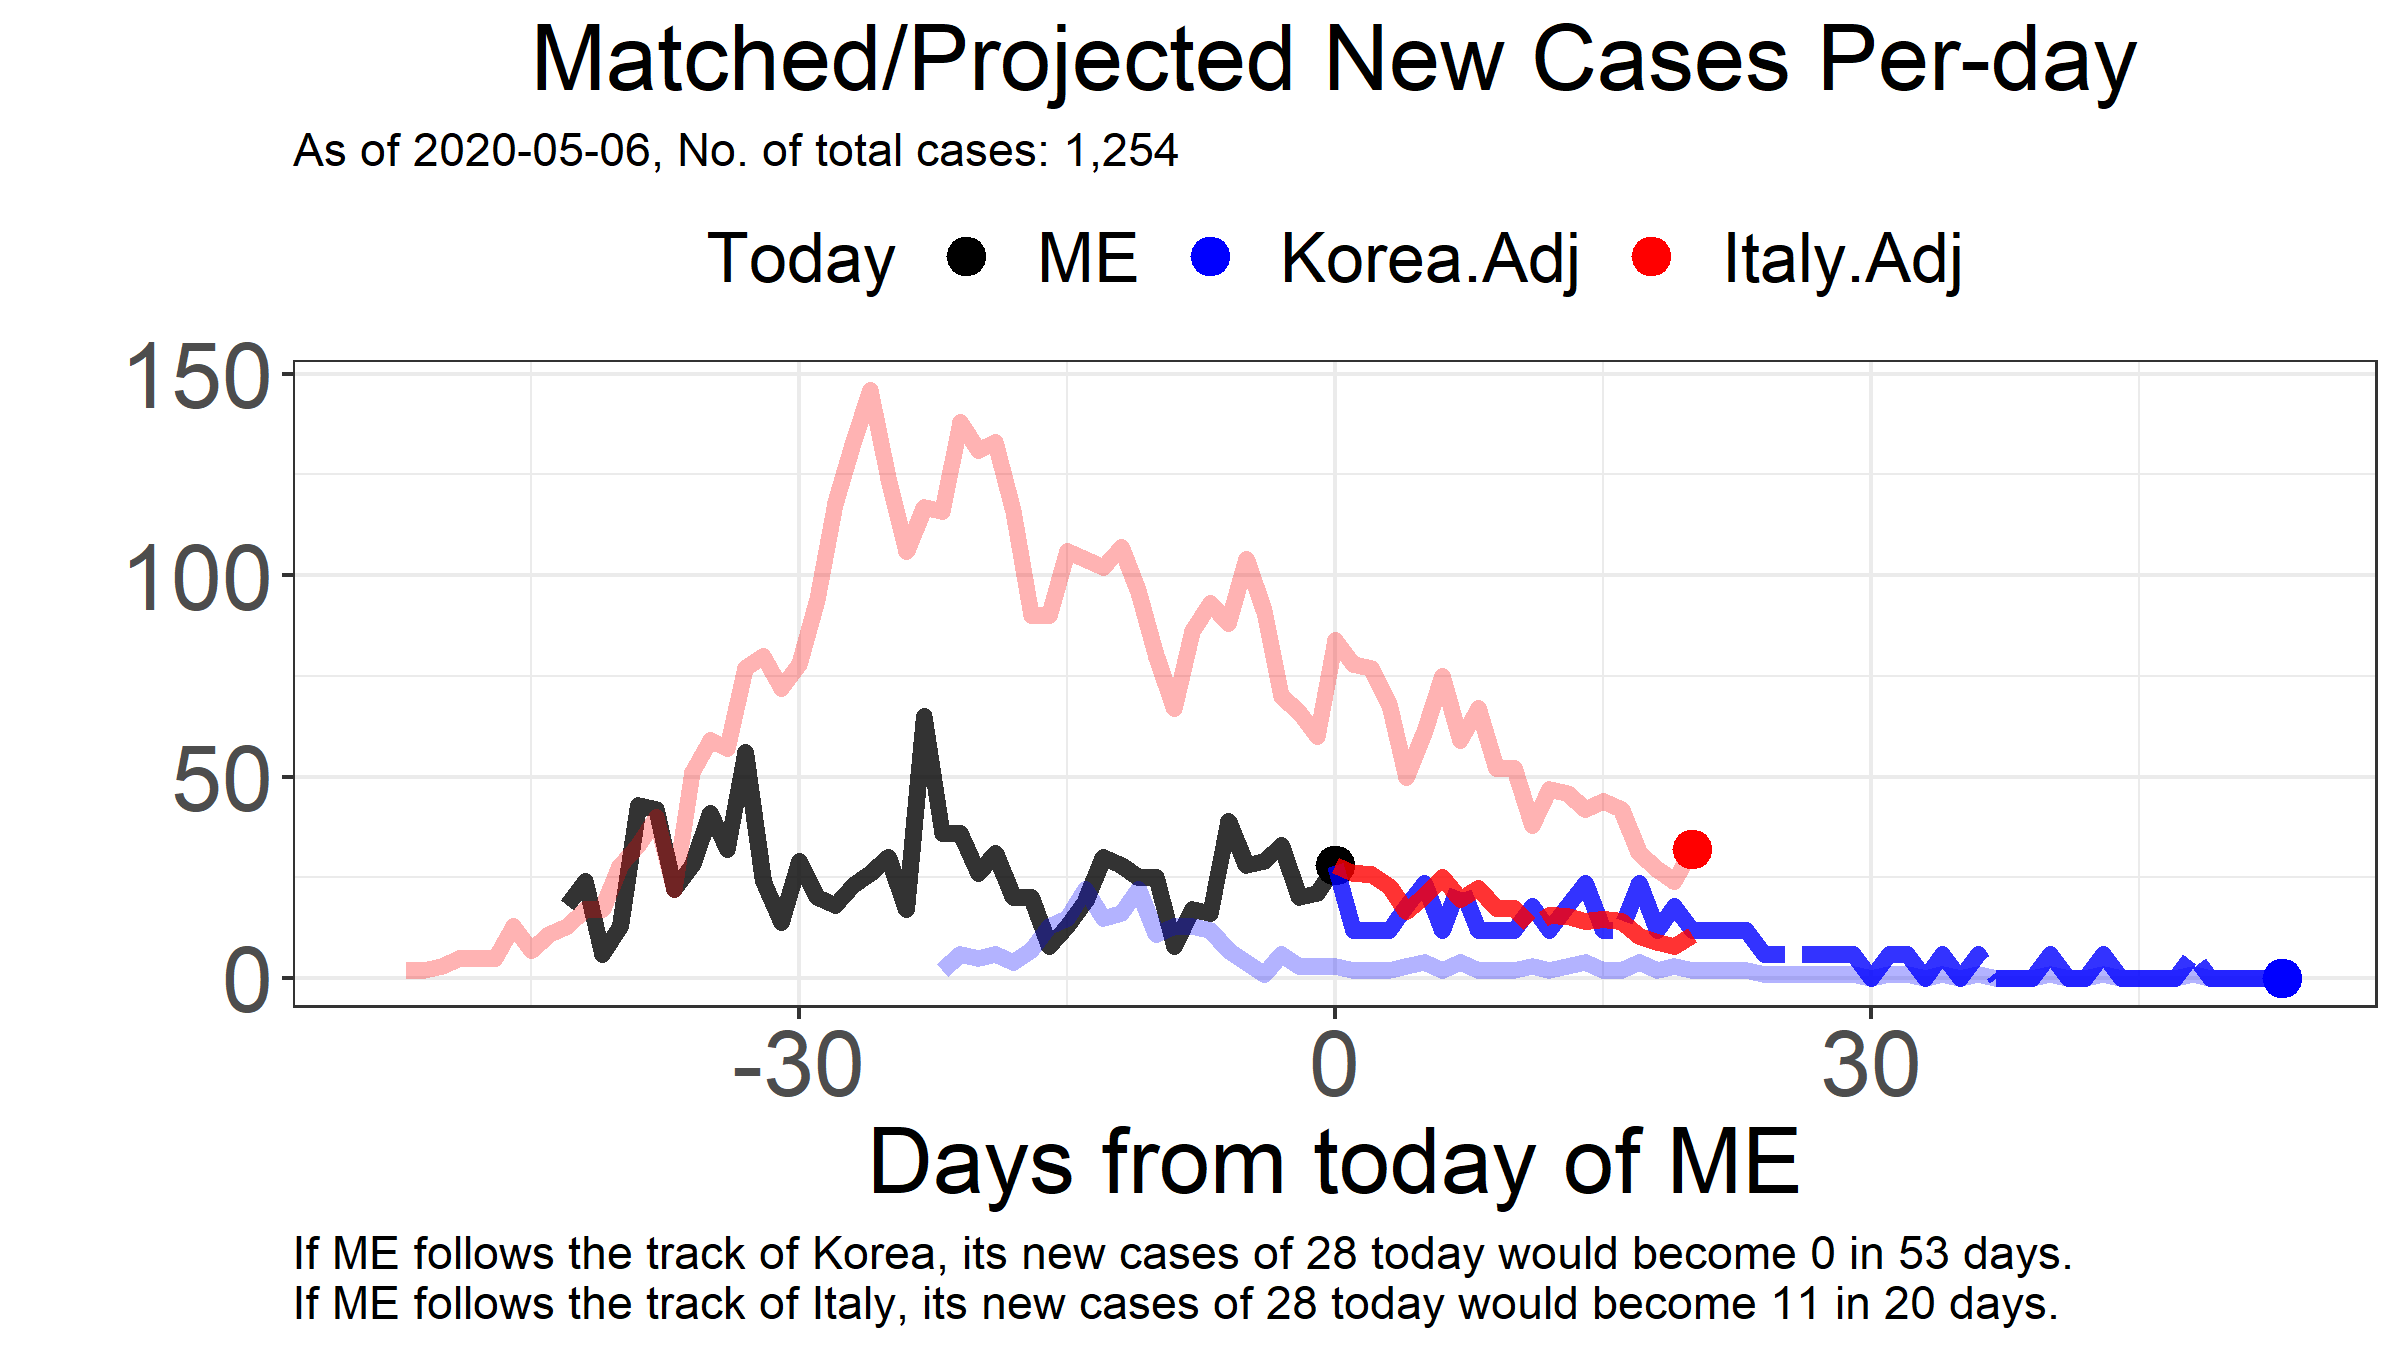 Matched/Projected New Cases Per-day
As of 2020-05-06, No. of total cases: 1,254
Today ME Korea.Adj Italy.Adj
150
100
50
0
-30 0 30
Days from today of ME
If ME follows the track of Korea, its new cases of 28 today would become 0 in 53 days.
If ME follows the track of Italy, its new cases of 28 today would become 11 in 20 days.